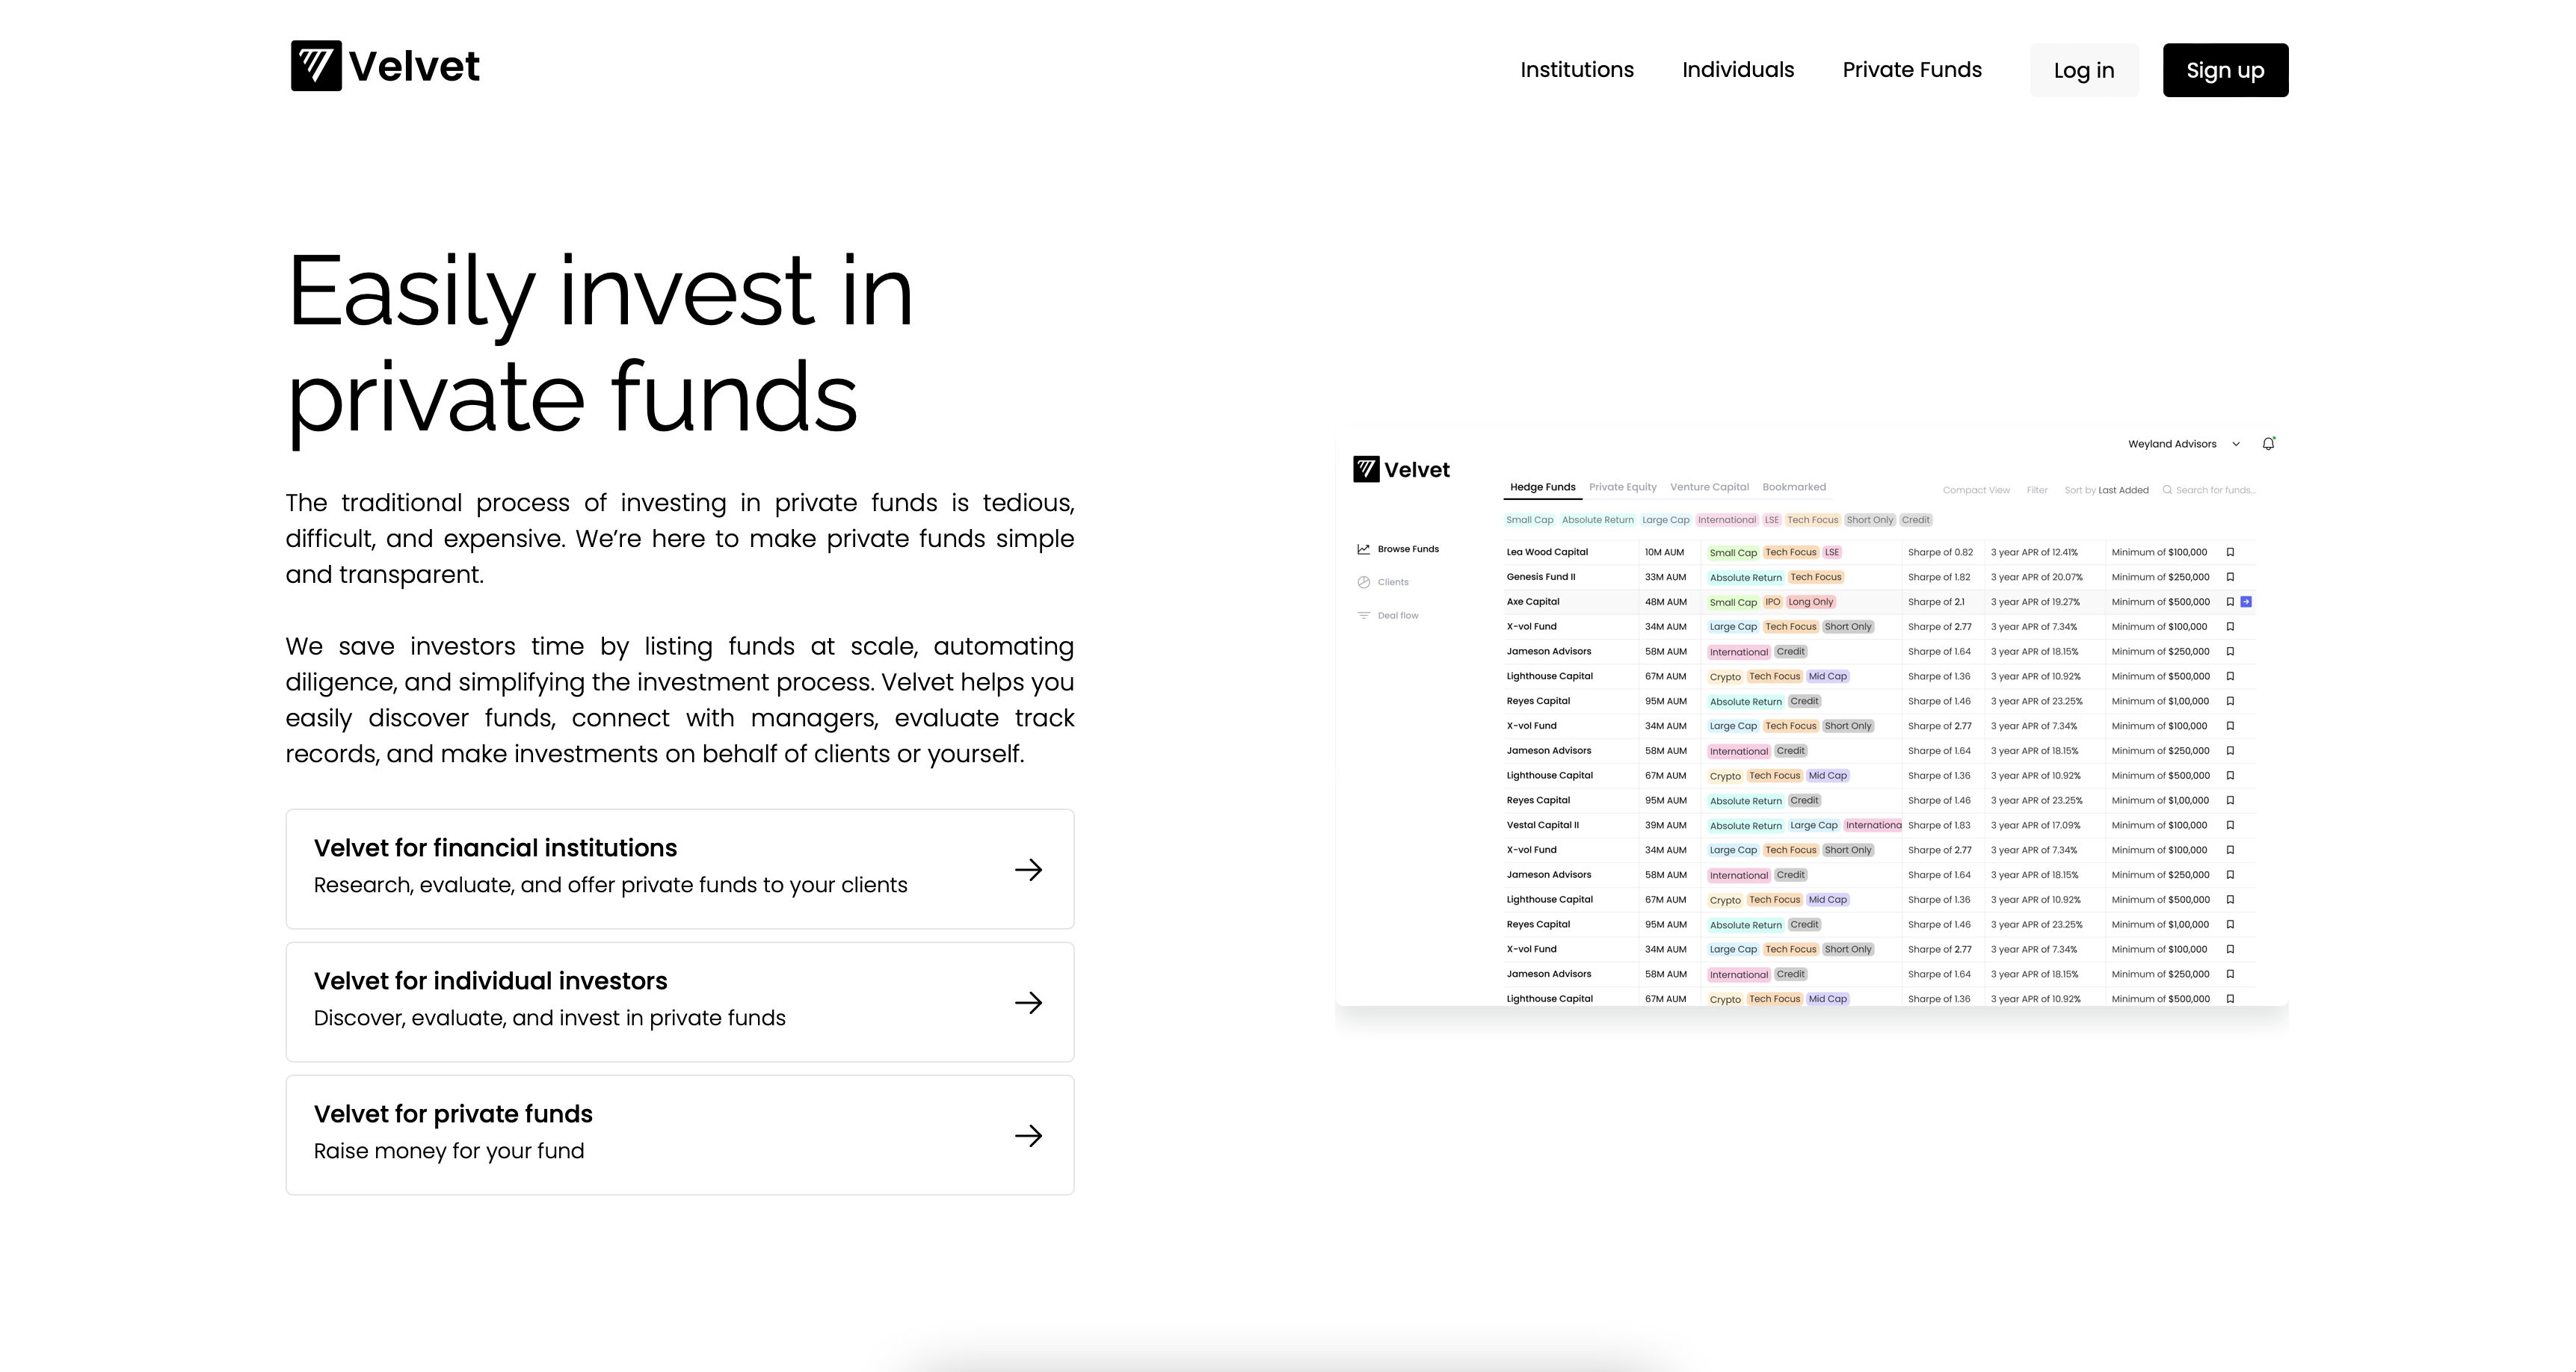 Velvet
Institutions Individuals Private Funds Log in Sign up
Easily invest in
private funds
The traditional process of investing in private funds is tedious,
difficult, and expensive. We’re here to make private funds simple
and transparent.
We save investors time by listing funds at scale, automating
diligence, and simplifying the investment process. Velvet helps you
easily discover funds, connect with managers, evaluate track
records, and make investments on behalf of clients or yourself.
Velvet for financial institutions
Research, evaluate, and offer private funds to your clients
Velvet for individual investors
Discover, evaluate, and invest in private funds
Velvet for private funds
Raise money for your fund
Weyland Advisors
Velvet
Hedge Funds Private Equity Venture Capital Bookmarked
Compact View Filter Sort by Last Added Search for funds...
Small Cap Absolute Return Large Cap International LSE Tech Focus Short Only Credit
Browse Funds
Clients
Deal flow
Lea Wood Capital 10M AUM Small Cap Tech Focus LSE Sharpe of 0.82 3 year APR of 12.41% Minimum of $100,000
Genesis Fund II 33M AUM Absolute Return Tech Focus Sharpe of 1.82 3 year APR of 20.07% Minimum of $250,000
Axe Capital 48M AUM Small Cap IPO Long Only Sharpe of 2.1 3 year APR of 19.27% Minimum of $500,000
X-vol Fund 34M AUM Large Cap Tech Focus Short Only Sharpe of 2.77 3 year APR of 7.34% Minimum of $100,000
Jameson Advisors 58M AUM International Credit Sharpe of 1.64 3 year APR of 18.15% Minimum of $250,000
Lighthouse Capital 67M AUM Crypto Tech Focus Mid Cap Sharpe of 1.36 3 year APR of 10.92% Minimum of $500,000
Reyes Capital 95M AUM Absolute Return Credit Sharpe of 1.46 3 year APR of 23.25% Minimum of $1,00,000
X-vol Fund 34M AUM Large Cap Tech Focus Short Only Sharpe of 2.77 3 year APR of 7.34% Minimum of $100,000
Jameson Advisors 58M AUM International Credit Sharpe of 1.64 3 year APR of 18.15% Minimum of $250,000
Lighthouse Capital 67M AUM Crypto Tech Focus Mid Cap Sharpe of 1.36 3 year APR of 10.92% Minimum of $500,000
Reyes Capital 95M AUM Absolute Return Credit Sharpe of 1.46 3 year APR of 23.25% Minimum of $1,00,000
Vestal Capital II 39M AUM Absolute Return Large Cap Internationa Sharpe of 1.83 3 year APR of 17.09% Minimum of $100,000
X-vol Fund 34M AUM Large Cap Tech Focus Short Only Sharpe of 2.77 3 year APR of 7.34% Minimum of $100,000
Jameson Advisors 58M AUM International Credit Sharpe of 1.64 3 year APR of 18.15% Minimum of $250,000
Lighthouse Capital 67M AUM Crypto Tech Focus Mid Cap Sharpe of 1.36 3 year APR of 10.92% Minimum of $500,000
Reyes Capital 95M AUM Absolute Return Credit Sharpe of 1.46 3 year APR of 23.25% Minimum of $1,00,000
X-vol Fund 34M AUM Large Cap Tech Focus Short Only Sharpe of 2.77 3 year APR of 7.34% Minimum of $100,000
Jameson Advisors 58M AUM International Credit Sharpe of 1.64 3 year APR of 18.15% Minimum of $250,000
Lighthouse Capital 67M AUM Crypto Tech Focus Mid Cap Sharpe of 1.36 3 year APR of 10.92% Minimum of $500,000